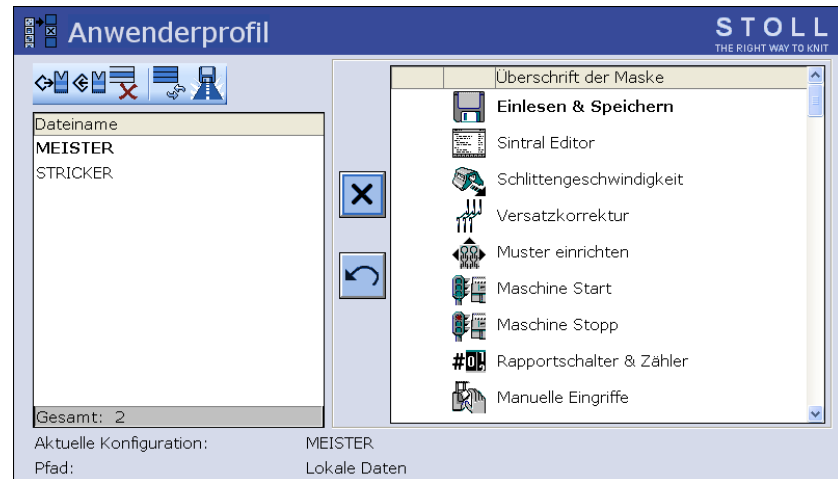 Anwenderprofil
STOLL
THE RIGHT WAY TO KNIT
Dateiname
MEISTER
STRICKER
Gesamt: 2
Überschrift der Maske
Einlesen & Speichern
Sintral Editor
Schlittengeschwindigkeit
Versatzkorrektur
Muster einrichten
Maschine Start
Maschine Stopp
Rapportschalter & Zähler
Manuelle Eingriffe
Aktuelle Konfiguration: MEISTER
Pfad: Lokale Daten